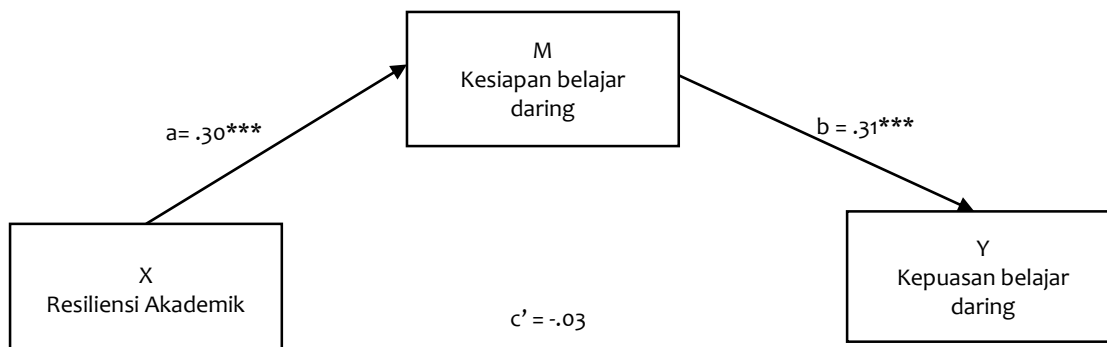 M
Kesiapan belajar
daring
a= .30***
b = .31***
X
Resiliensi Akademik
Y
Kepuasan belajar
daring
c’ = -.03